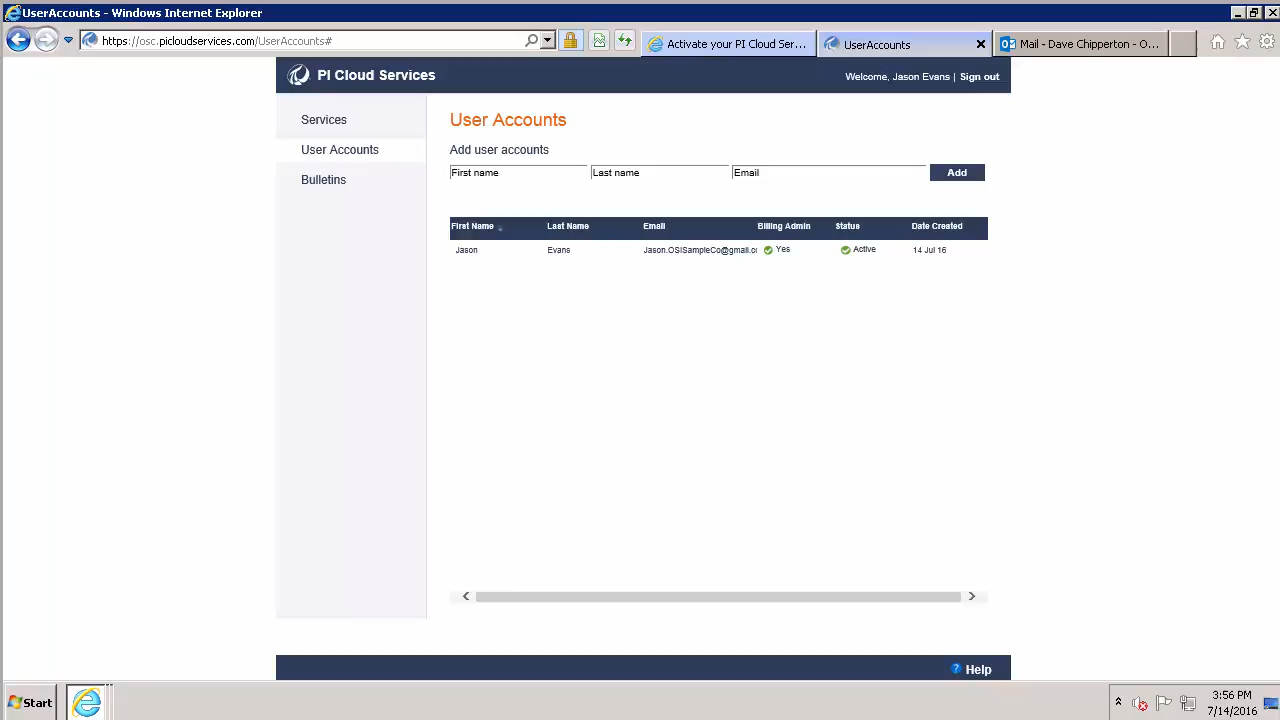 UserAccounts - Windows Internet Explorer
https://osc.picloudservices.com/UserAccounts#
Activate your PI Cloud Ser...
UserAccounts
Mail - Dave Chipperton - O...
PI Cloud Services
Welcome, Jason Evans | Sign out
Services
User Accounts
Bulletins
User Accounts
Add user accounts
First name Last name Email Add
First Name Last Name Email Billing Admin Status Date Created
Jason Evans Jason.OSISampleCo@gmail.c Yes Active 14 Jul 16
? Help
Start
3:56 PM
7/14/2016